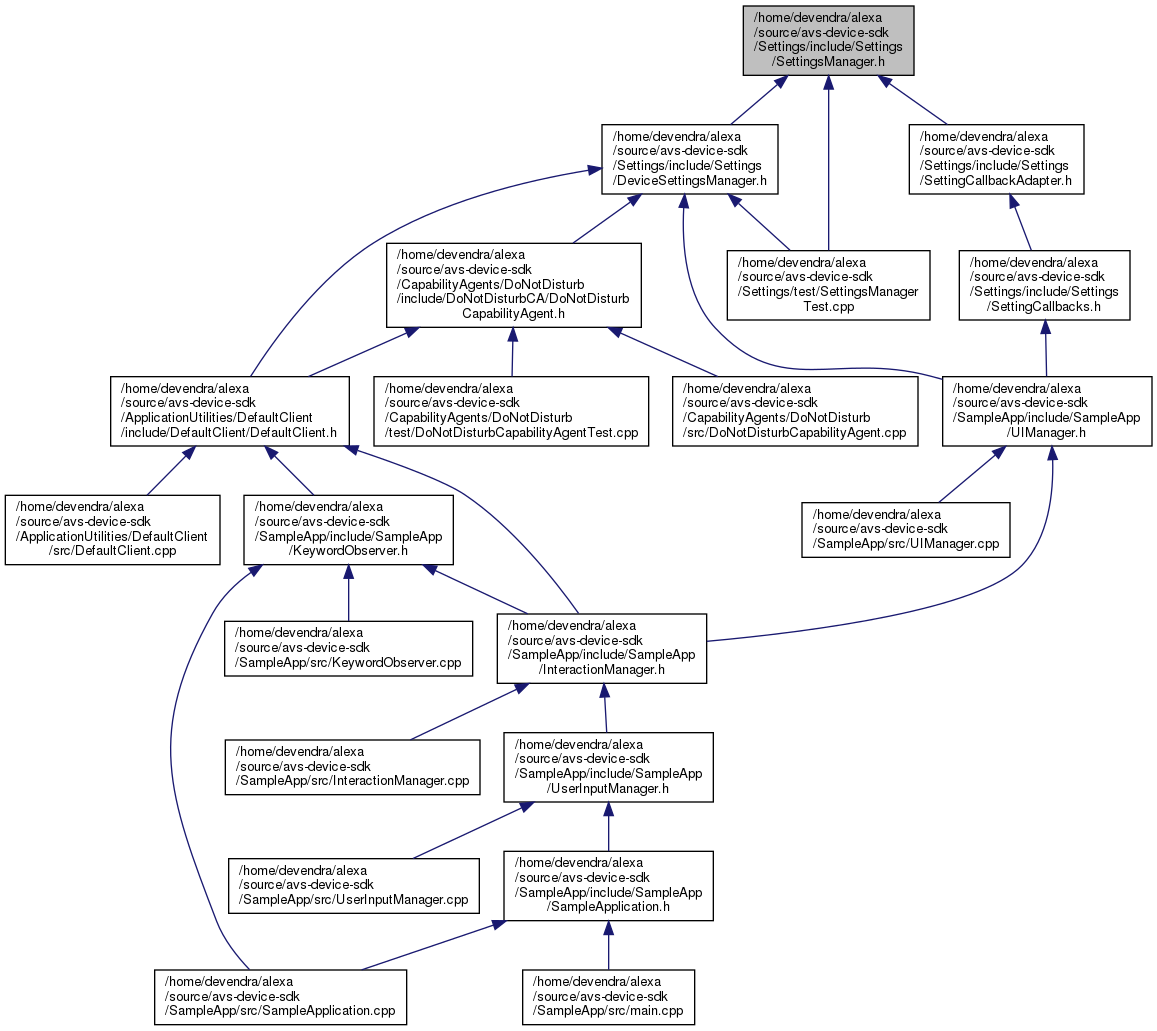 /home/devendra/alexa
/source/avs-device-sdk
/Settings/include/Settings
/SettingsManager.h
/home/devendra/alexa
/source/avs-device-sdk
/Settings/include/Settings
/DeviceSettingsManager.h
/home/devendra/alexa
/source/avs-device-sdk
/Settings/include/Settings
/SettingCallbackAdapter.h
/home/devendra/alexa
/source/avs-device-sdk
/CapabilityAgents/DoNotDisturb
/include/DoNotDisturbCA/DoNotDisturb
CapabilityAgent.h
/home/devendra/alexa
/source/avs-device-sdk
/Settings/test/SettingsManager
Test.cpp
/home/devendra/alexa
/source/avs-device-sdk
/Settings/include/Settings
/SettingCallbacks.h
/home/devendra/alexa
/source/avs-device-sdk
/ApplicationUtilities/DefaultClient
/include/DefaultClient/DefaultClient.h
/home/devendra/alexa
/source/avs-device-sdk
/CapabilityAgents/DoNotDisturb
/test/DoNotDisturbCapabilityAgentTest.cpp
/home/devendra/alexa
/source/avs-device-sdk
/CapabilityAgents/DoNotDisturb
/src/DoNotDisturbCapabilityAgent.cpp
/home/devendra/alexa
/source/avs-device-sdk
/SampleApp/include/SampleApp
/UIManager.h
/home/devendra/alexa
/source/avs-device-sdk
/ApplicationUtilities/DefaultClient
/src/DefaultClient.cpp
/home/devendra/alexa
/source/avs-device-sdk
/SampleApp/include/SampleApp
/KeywordObserver.h
/home/devendra/alexa
/source/avs-device-sdk
/SampleApp/src/UIManager.cpp
/home/devendra/alexa
/source/avs-device-sdk
/SampleApp/src/KeywordObserver.cpp
/home/devendra/alexa
/source/avs-device-sdk
/SampleApp/include/SampleApp
/InteractionManager.h
/home/devendra/alexa
/source/avs-device-sdk
/SampleApp/src/InteractionManager.cpp
/home/devendra/alexa
/source/avs-device-sdk
/SampleApp/include/SampleApp
/UserInputManager.h
/home/devendra/alexa
/source/avs-device-sdk
/SampleApp/src/UserInputManager.cpp
/home/devendra/alexa
/source/avs-device-sdk
/SampleApp/include/SampleApp
/SampleApplication.h
/home/devendra/alexa
/source/avs-device-sdk
/SampleApp/src/SampleApplication.cpp
/home/devendra/alexa
/source/avs-device-sdk
/SampleApp/src/main.cpp